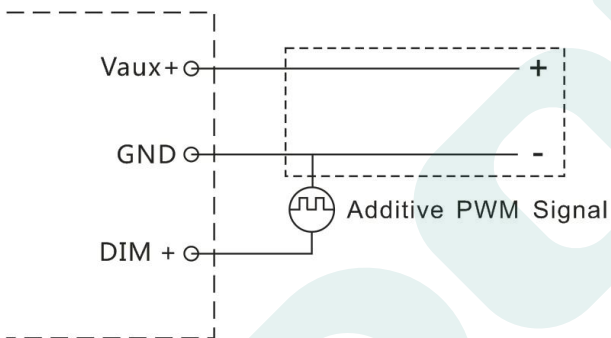 Vaux+
+
GND
-
Additive PWM Signal
DIM +